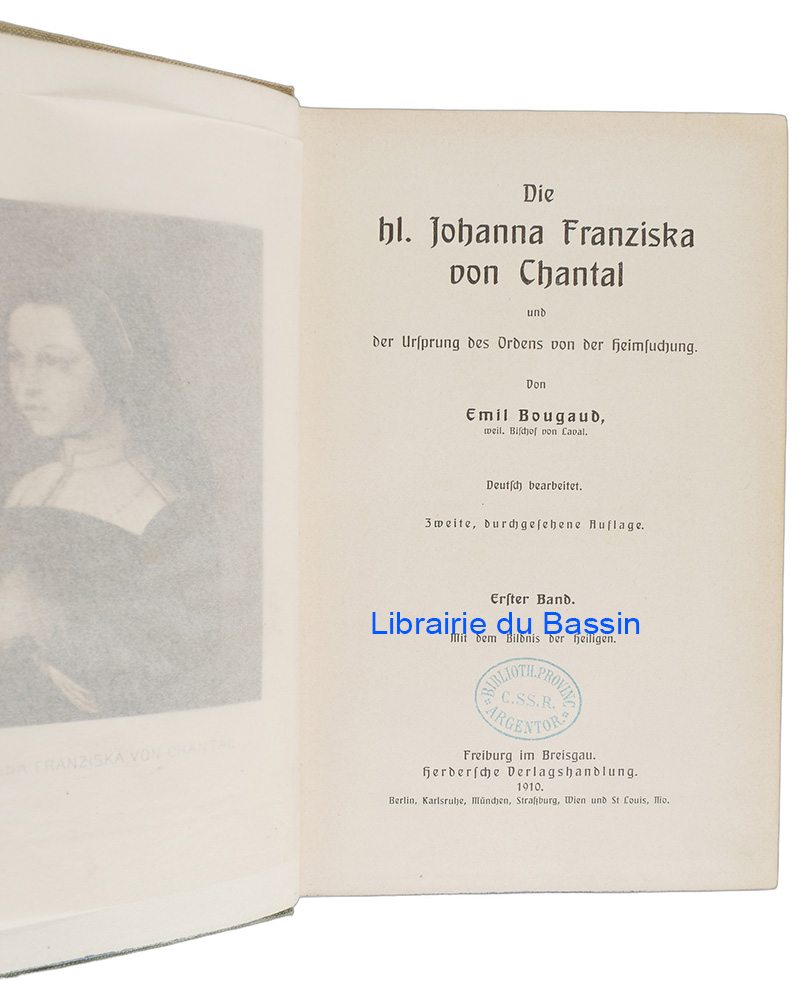 NA FRANZISKA VON CHANTAL
Die
hl. Johanna Franziska
von Chantal
und
der Urſprung des Ordens von der Heimſuchung.
Von
Emil Bougaud,
weil. Biſchof von Laval.
Deutſch bearbeitet.
Zweite, durchgeſehene Auflage.
Erſter Band.
Librairie du Bassin
Mit dem Bildnis der Heiligen.
BIBLIOTH. PROVINC
C.SS.R.
ARGENTOR.
Freiburg im Breisgau.
Herderſche Verlagshandlung.
1910.
Berlin, Karlsruhe, München, Straßburg, Wien und St Louis, Mo.